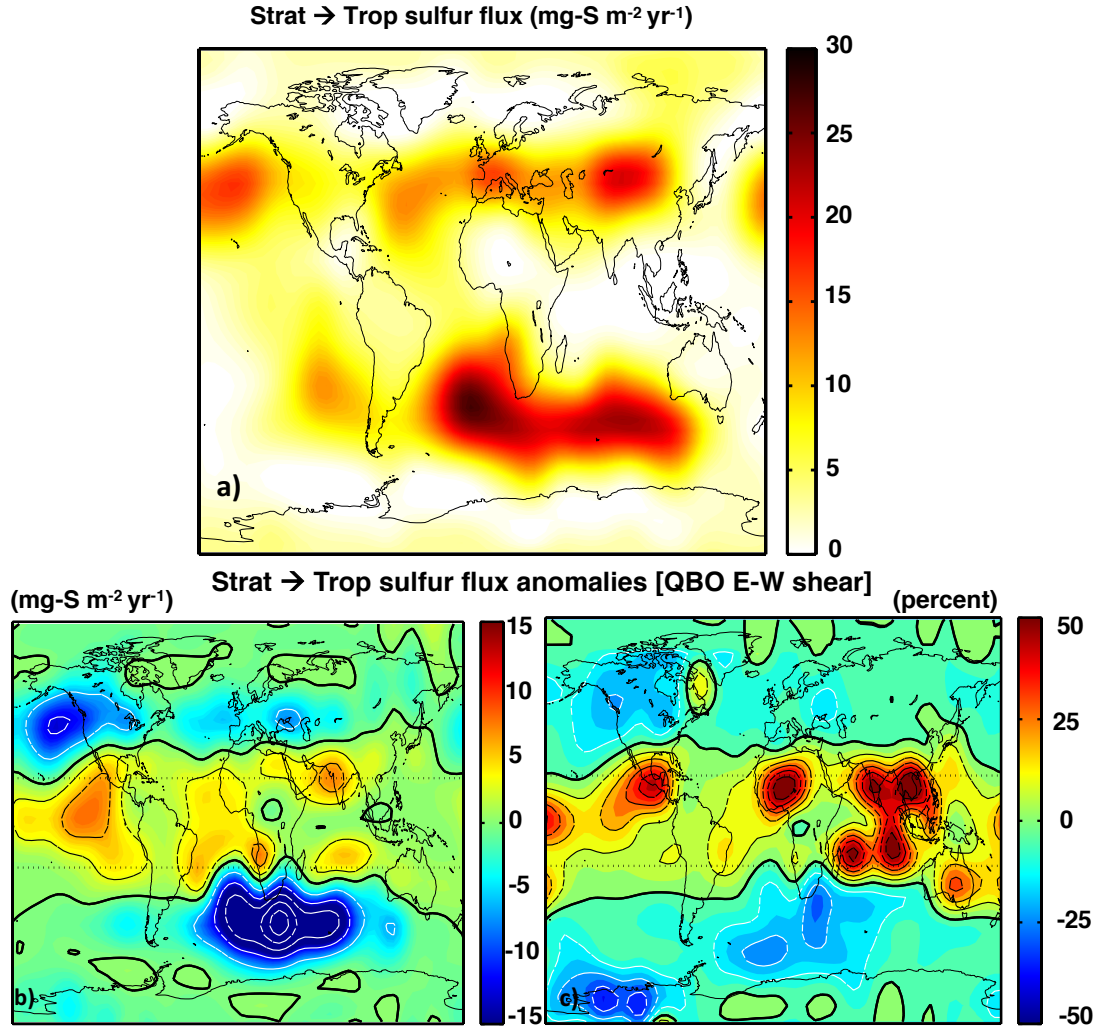 Strat → Trop sulfur flux (mg-S m⁻² yr⁻¹)
30
25
20
15
10
5
0
a)
Strat → Trop sulfur flux anomalies [QBO E-W shear]
(mg-S m⁻² yr⁻¹)
(percent)
15
10
5
0
-5
-10
-15
b)
50
25
0
-25
-50
c)